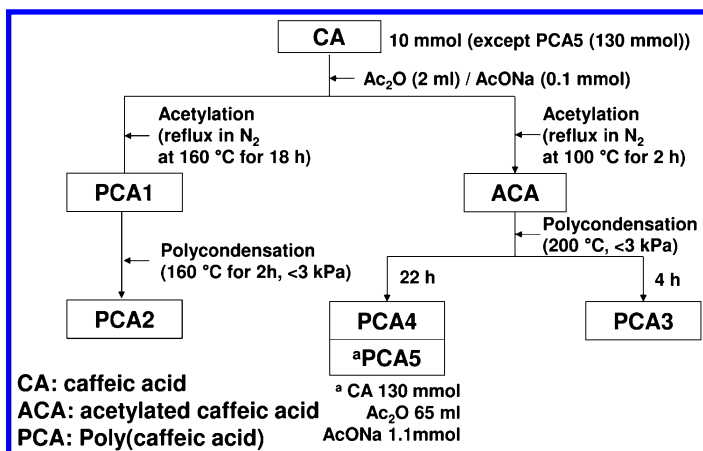 CA
10 mmol (except PCA5 (130 mmol))
Ac₂O (2 ml) / AcONa (0.1 mmol)
Acetylation
(reflux in N₂
at 160 °C for 18 h)
Acetylation
(reflux in N₂
at 100 °C for 2 h)
PCA1
ACA
Polycondensation
(200 °C, <3 kPa)
Polycondensation
(160 °C for 2h, <3 kPa)
22 h
4 h
PCA2
PCA4
PCA3
ᵃPCA5
CA: caffeic acid
ACA: acetylated caffeic acid
PCA: Poly(caffeic acid)
ᵃ CA 130 mmol
Ac₂O 65 ml
AcONa 1.1mmol